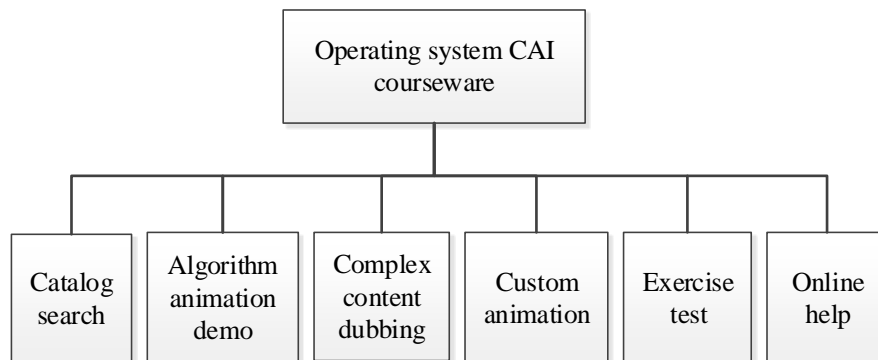 Operating system CAI
courseware
Catalog
search
Algorithm
animation
demo
Complex
content
dubbing
Custom
animation
Exercise
test
Online
help